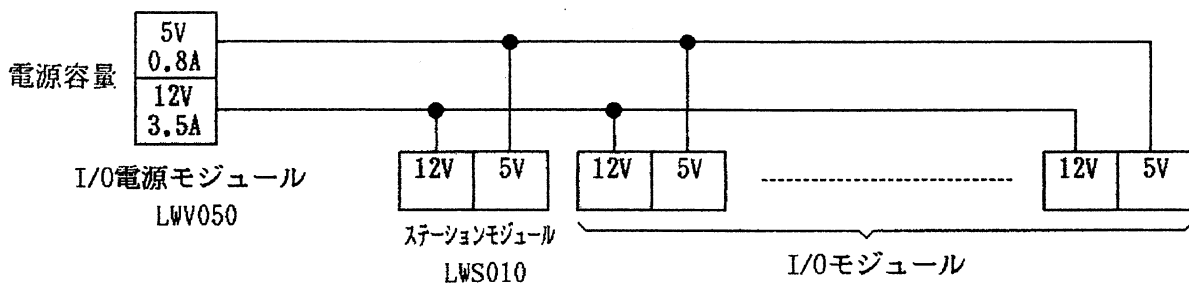 5V
0.8A
電源容量
12V
3.5A
I/O電源モジュール
LWV050
12V 5V
ステーションモジュール
LWS010
12V 5V
12V 5V
I/Oモジュール